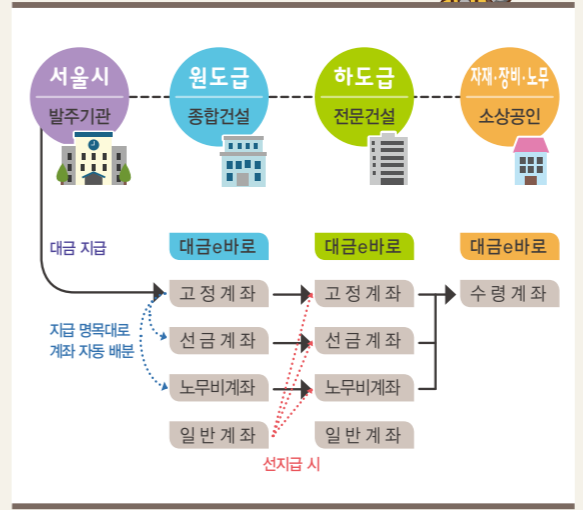 서울시
발주기관
원도급
종합건설
하도급
전문건설
자재·장비·노무
소상공인
대금 지급
대금e바로
대금e바로
대금e바로
고정계좌
고정계좌
수령계좌
지급 명목대로
계좌 자동 배분
선금계좌
선금계좌
노무비계좌
노무비계좌
일반계좌
일반계좌
선지급 시